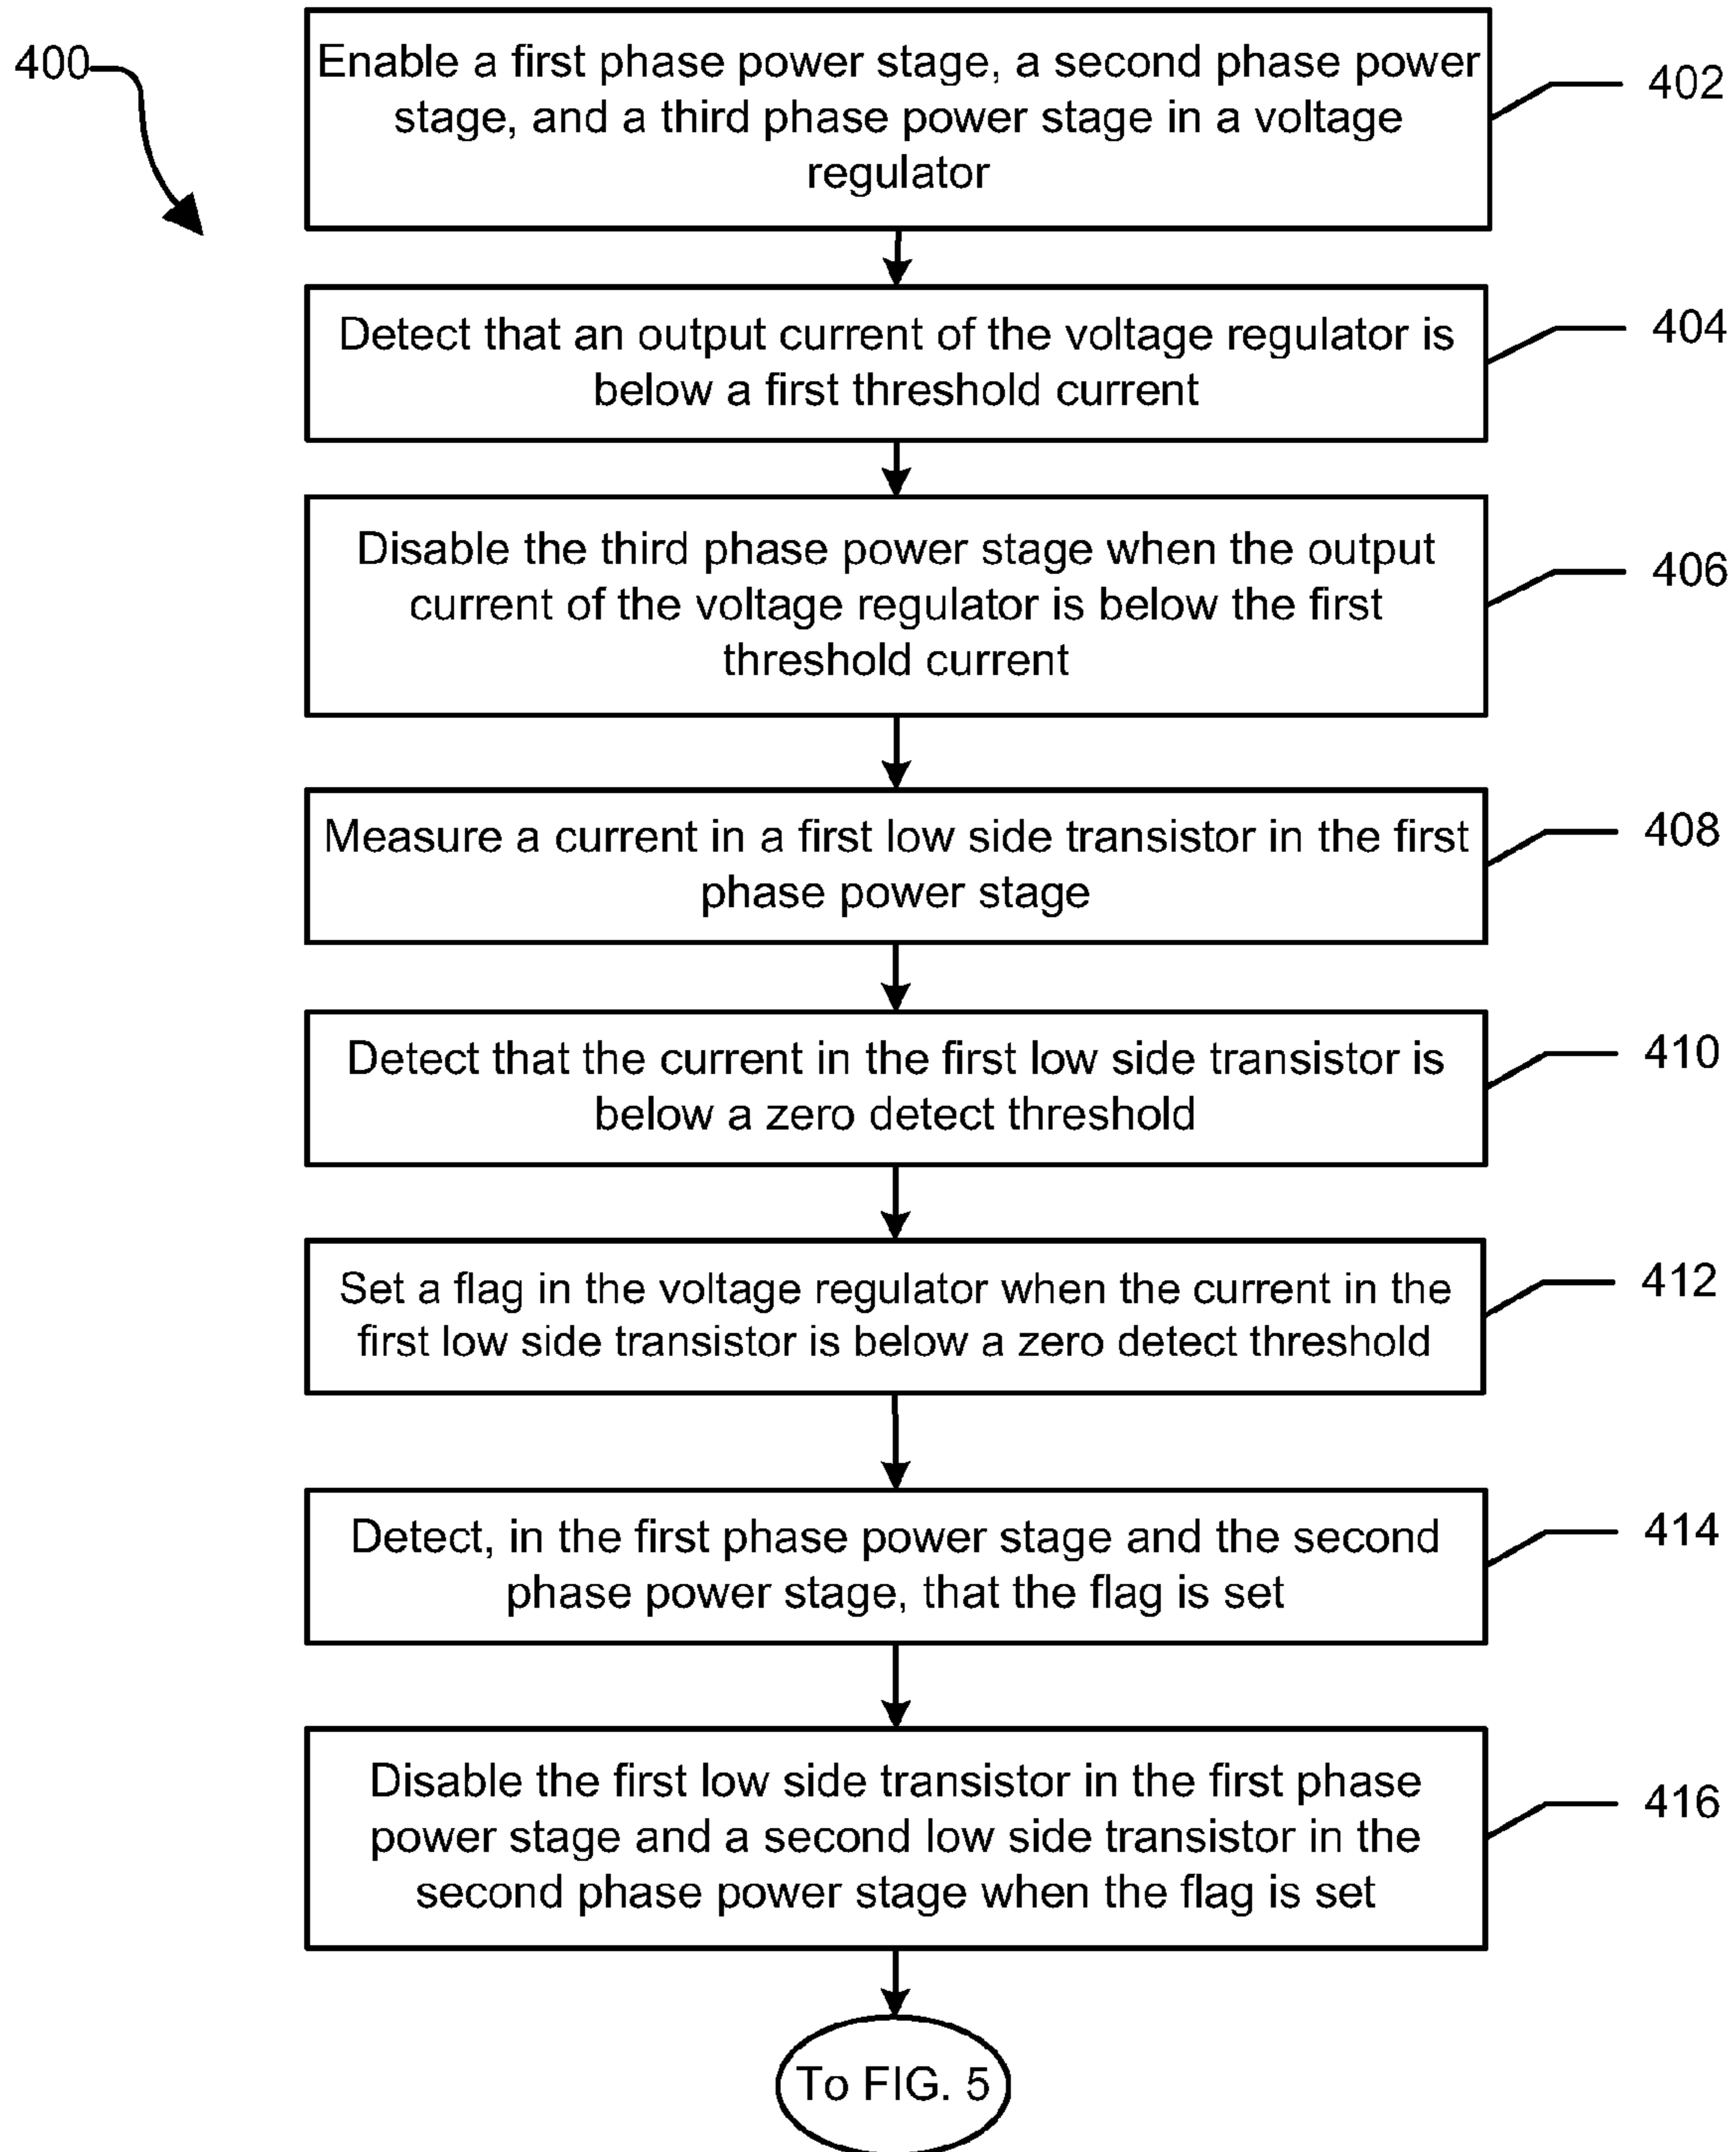 400
Enable a first phase power stage, a second phase power
stage, and a third phase power stage in a voltage
regulator
402
Detect that an output current of the voltage regulator is
below a first threshold current
404
Disable the third phase power stage when the output
current of the voltage regulator is below the first
threshold current
406
Measure a current in a first low side transistor in the first
phase power stage
408
Detect that the current in the first low side transistor is
below a zero detect threshold
410
Set a flag in the voltage regulator when the current in the
first low side transistor is below a zero detect threshold
412
Detect, in the first phase power stage and the second
phase power stage, that the flag is set
414
Disable the first low side transistor in the first phase
power stage and a second low side transistor in the
second phase power stage when the flag is set
416
To FIG. 5